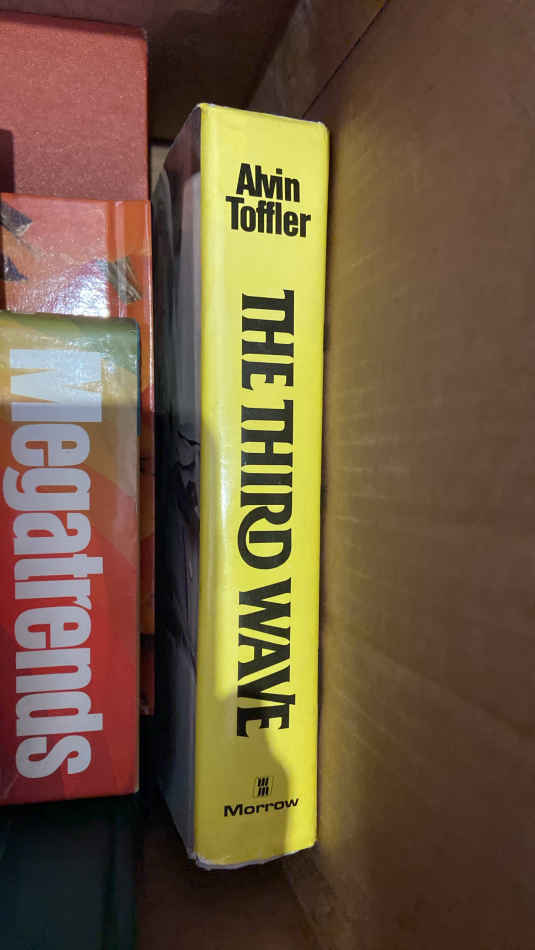 Alvin
Toffler
THE THIRD WAVE
Morrow
Megatrends